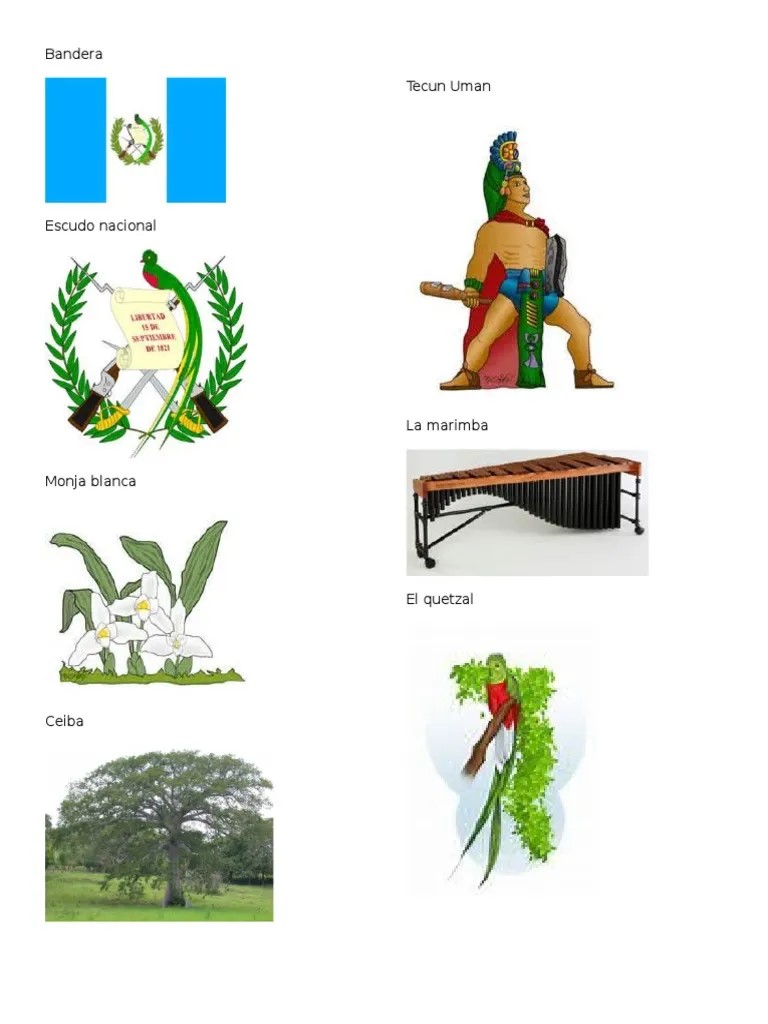 Bandera
Escudo nacional
LIBERTAD
15 DE
SEPTIEMBRE
DE 1821
Monja blanca
Ceiba
Tecun Uman
La marimba
El quetzal